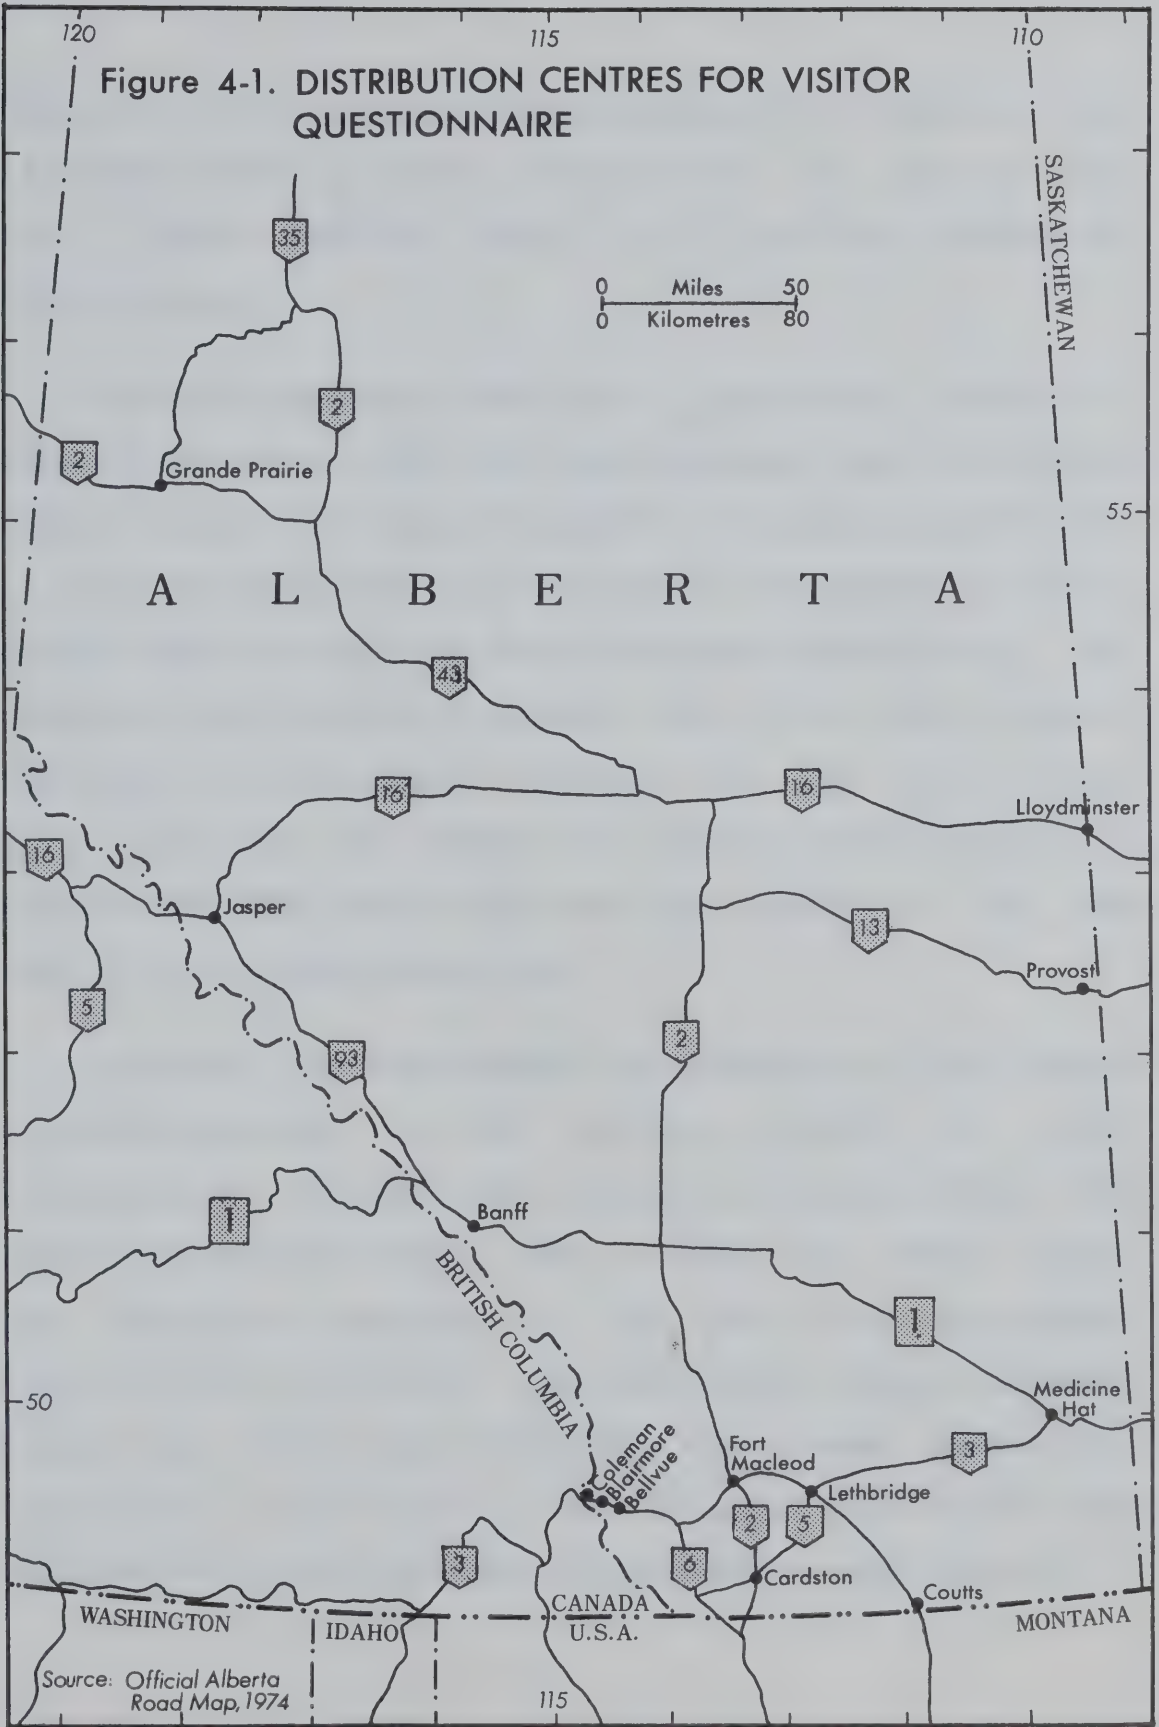 120
115
110
Figure 4-1. DISTRIBUTION CENTRES FOR VISITOR
QUESTIONNAIRE
SASKATCHEWAN
35
0 Miles 50
0 Kilometres 80
2
2
Grande Prairie
55
A L B E R T A
43
16
16
Lloydminster
16
Jasper
13
Provost
5
2
93
1
Banff
BRITISH COLUMBIA
1
50
Medicine
Hat
Coleman
Blairmore
Bellvue
Fort
Macleod
3
Lethbridge
2
5
3
6
Cardston
Coutts
CANADA
U.S.A.
WASHINGTON
IDAHO
MONTANA
Source: Official Alberta
Road Map, 1974
115